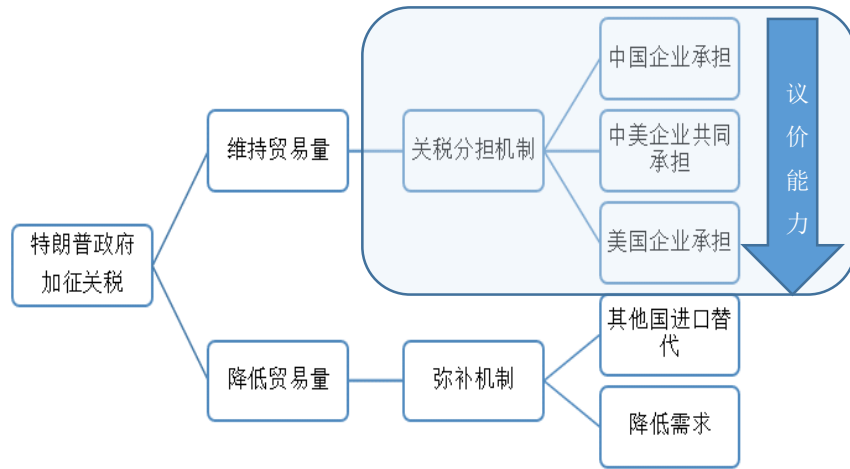 中国企业承担
维持贸易量
关税分担机制
中美企业共同
承担
美国企业承担
议价能力
特朗普政府
加征关税
其他国进口替
代
降低贸易量
弥补机制
降低需求